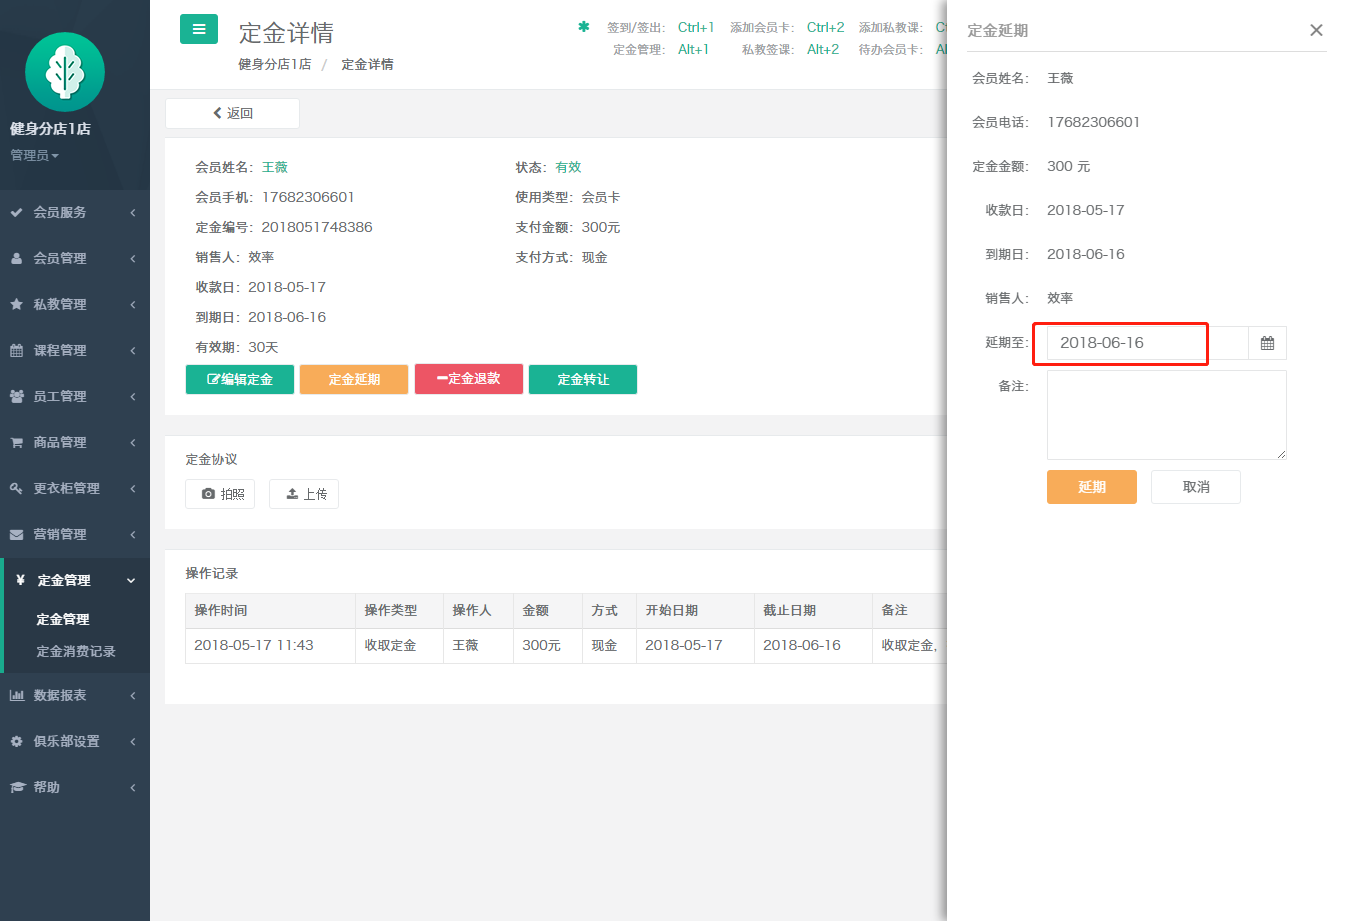 健身分店1店
管理员
会员服务
会员管理
私教管理
课程管理
员工管理
商品管理
更衣柜管理
营销管理
¥ 定金管理
定金管理
定金消费记录
数据报表
俱乐部设置
帮助
定金详情
健身分店1店 / 定金详情
签到/签出: Ctrl+1 添加会员卡: Ctrl+2 添加私教课:
定金管理: Alt+1 私教签课: Alt+2 待办会员卡:
返回
会员姓名: 王薇 状态: 有效
会员手机: 17682306601 使用类型: 会员卡
定金编号: 2018051748386 支付金额: 300元
销售人: 效率 支付方式: 现金
收款日: 2018-05-17
到期日: 2018-06-16
有效期: 30天
编辑定金 定金延期 定金退款 定金转让
定金协议
拍照 上传
操作记录
操作时间 操作类型 操作人 金额 方式 开始日期 截止日期 备注
2018-05-17 11:43 收取定金 王薇 300元 现金 2018-05-17 2018-06-16 收取定金,
定金延期 ×
会员姓名: 王薇
会员电话: 17682306601
定金金额: 300 元
收款日: 2018-05-17
到期日: 2018-06-16
销售人: 效率
延期至: 2018-06-16
备注:
延期 取消